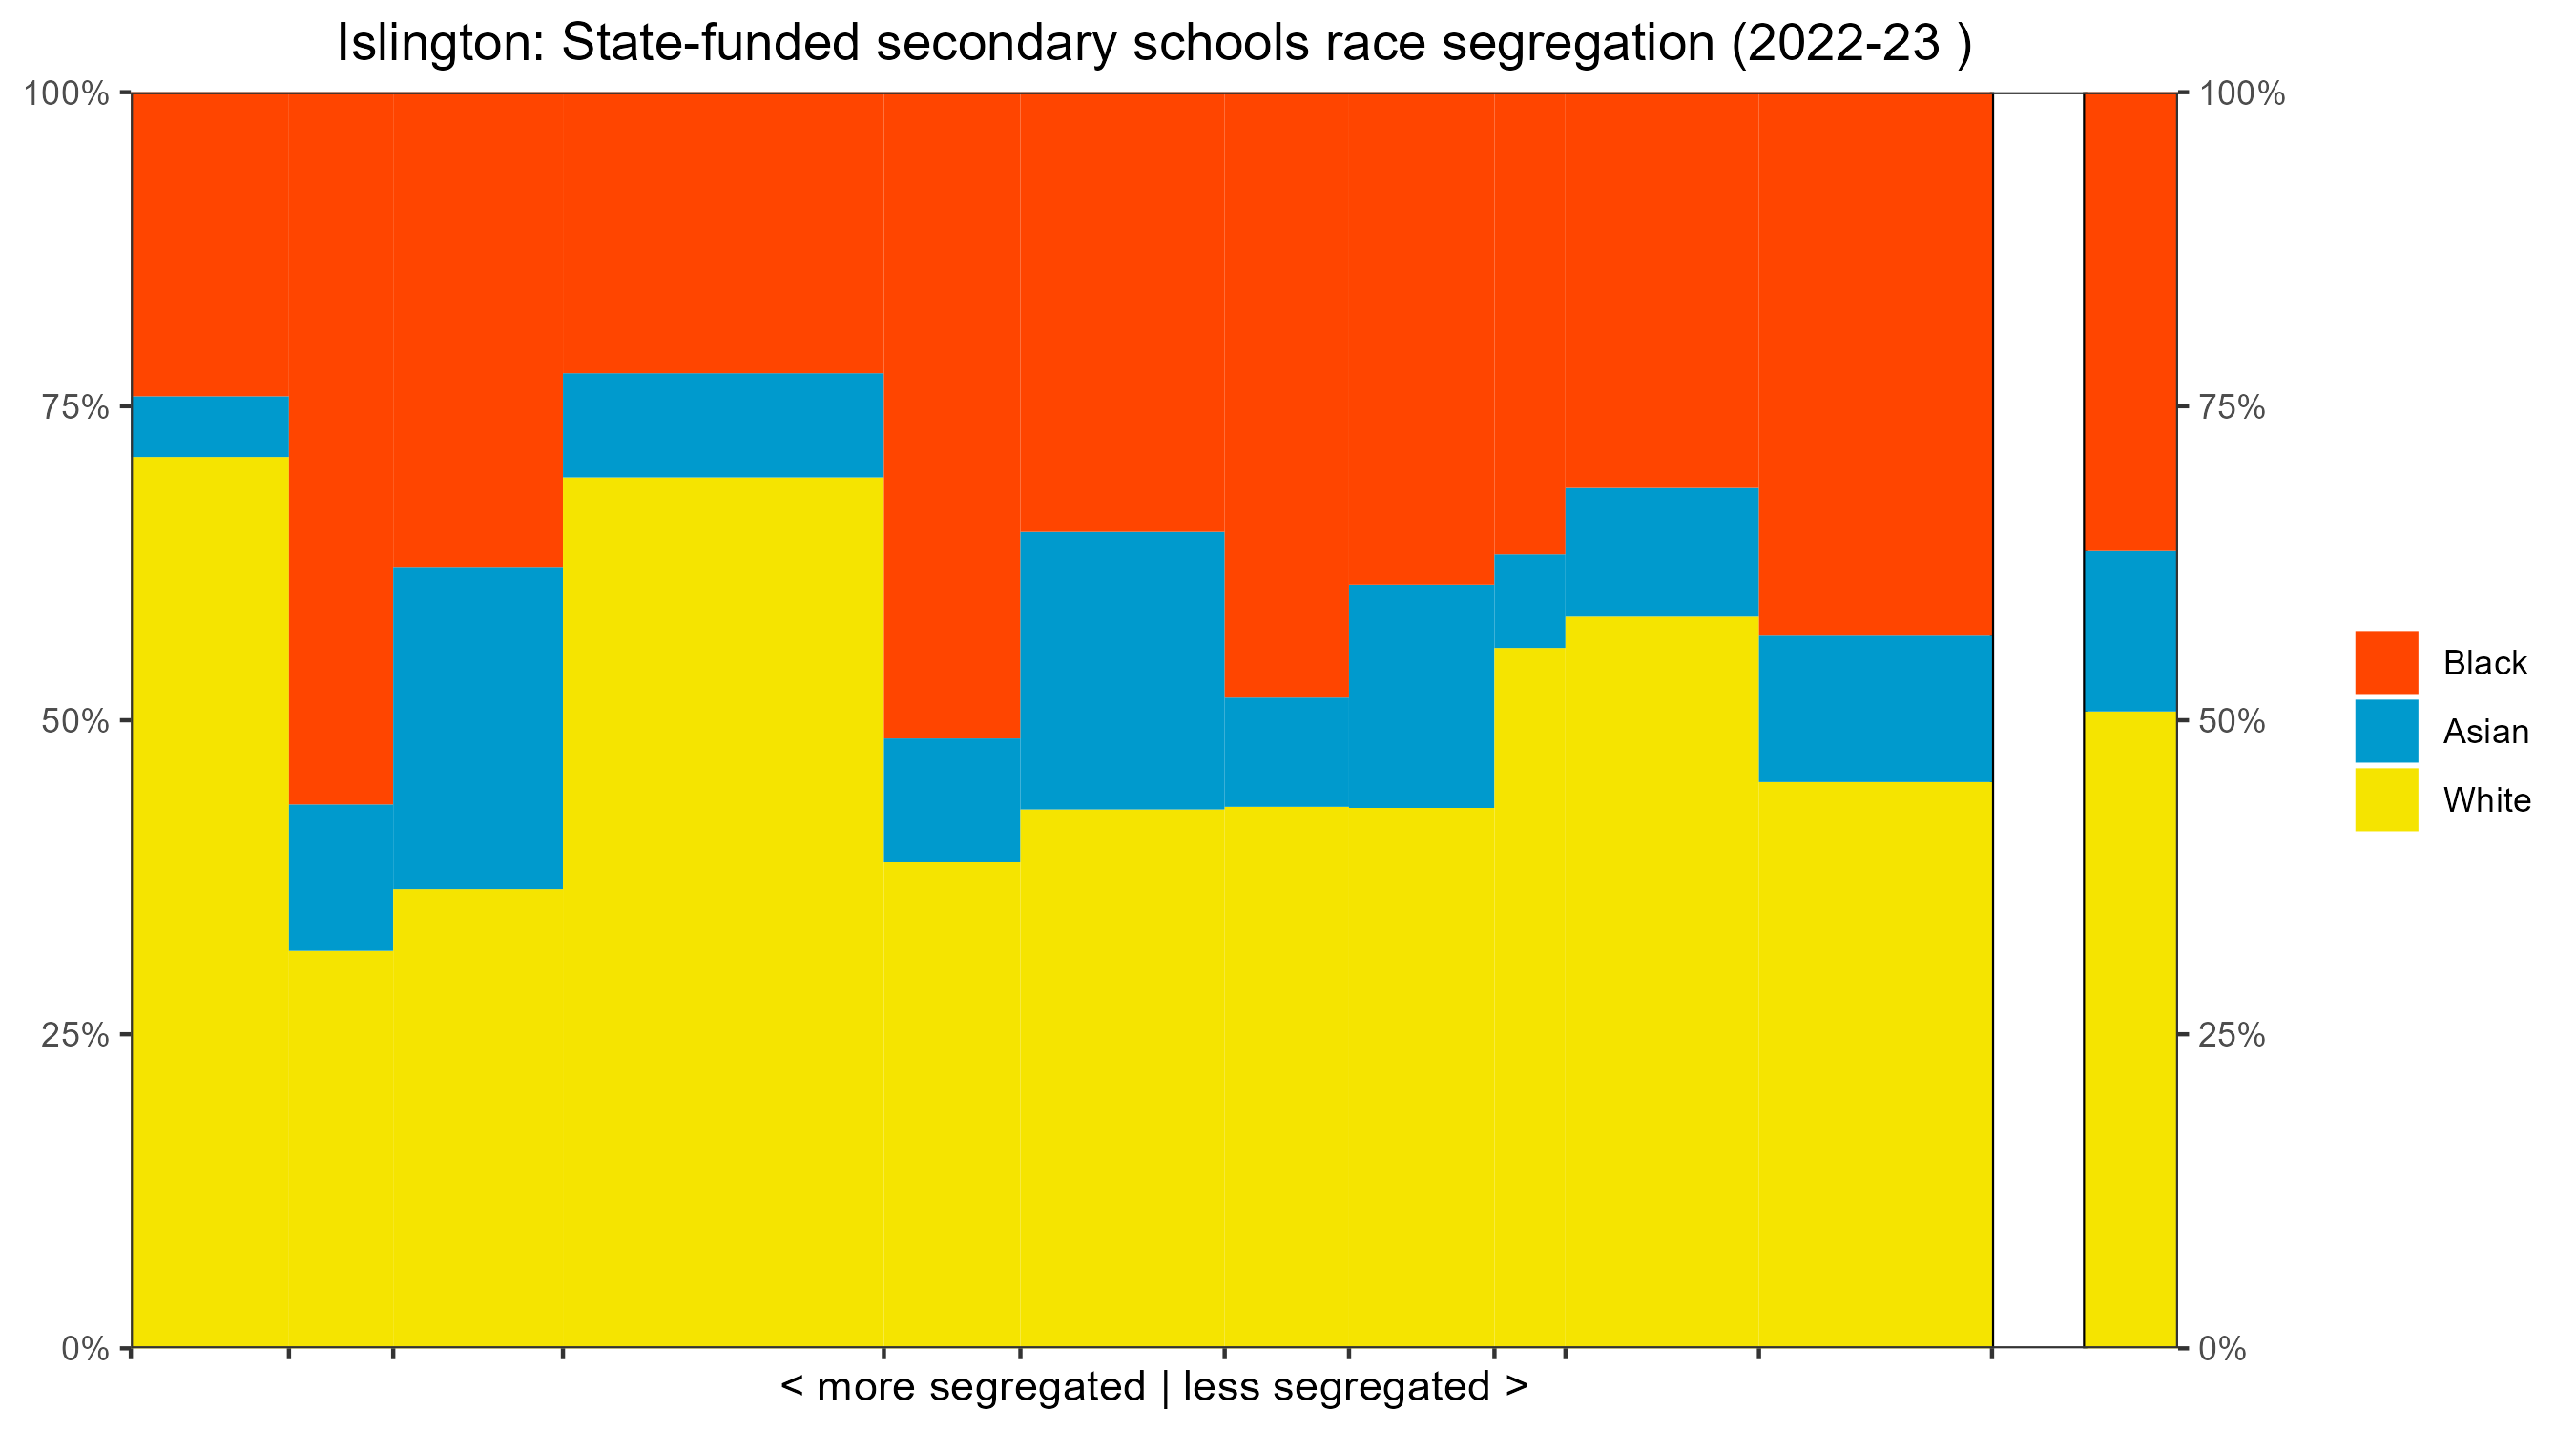 Islington: State-funded secondary schools race segregation (2022-23 )
100%
75%
50%
25%
0%
100%
75%
50%
25%
0%
Black
Asian
White
< more segregated | less segregated >